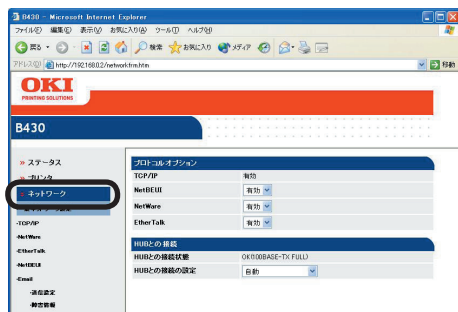 B430 - Microsoft Internet Explorer
ファイル(F) 編集(E) 表示(V) お気に入り(A) ツール(T) ヘルプ(H)
戻る 検索 お気に入り メディア
アドレス(D) http://192.168.0.2/networkfrm.htm 移動
OKI
PRINTING SOLUTIONS
B430
» ステータス
» プリンタ
» ネットワーク
-TCP/IP
-NetWare
-EtherTalk
-NetBEUI
-Email
-送信設定
-障害情報
プロトコルオプション
TCP/IP 有効
NetBEUI 有効
NetWare 有効
EtherTalk 有効
HUBとの接続
HUBとの接続状態 OK(100BASE-TX FULL)
HUBとの接続の設定 自動